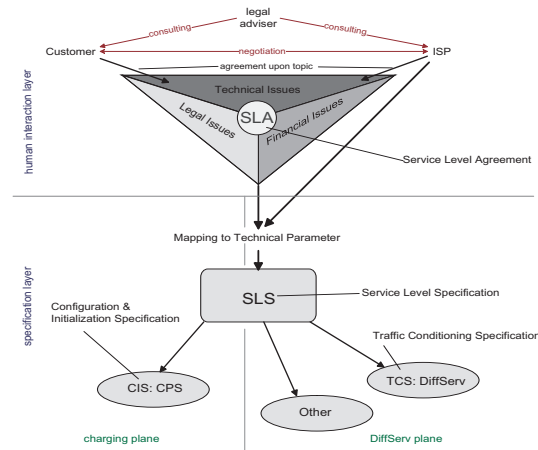 legal
adviser
consulting
consulting
Customer
negotiation
ISP
agreement upon topic
Technical Issues
Legal Issues
SLA
Financial Issues
Service Level Agreement
human interaction layer
Mapping to Technical Parameter
specification layer
SLS
Service Level Specification
Configuration &
Initialization Specification
Traffic Conditioning Specification
CIS: CPS
TCS: DiffServ
Other
charging plane
DiffServ plane